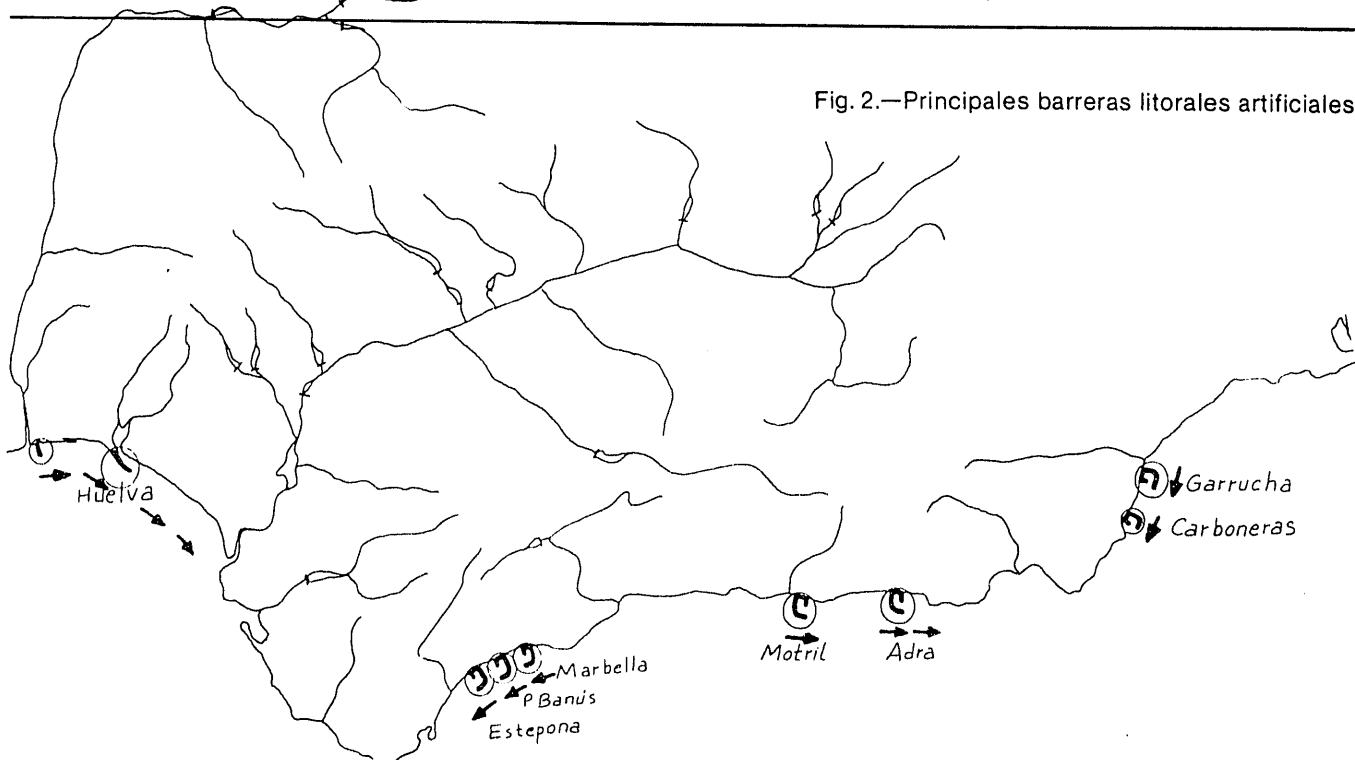 Fig. 2.—Principales barreras litorales artificiales
Huelva
Garrucha
Carboneras
Motril
Adra
Marbella
P Banús
Estepona